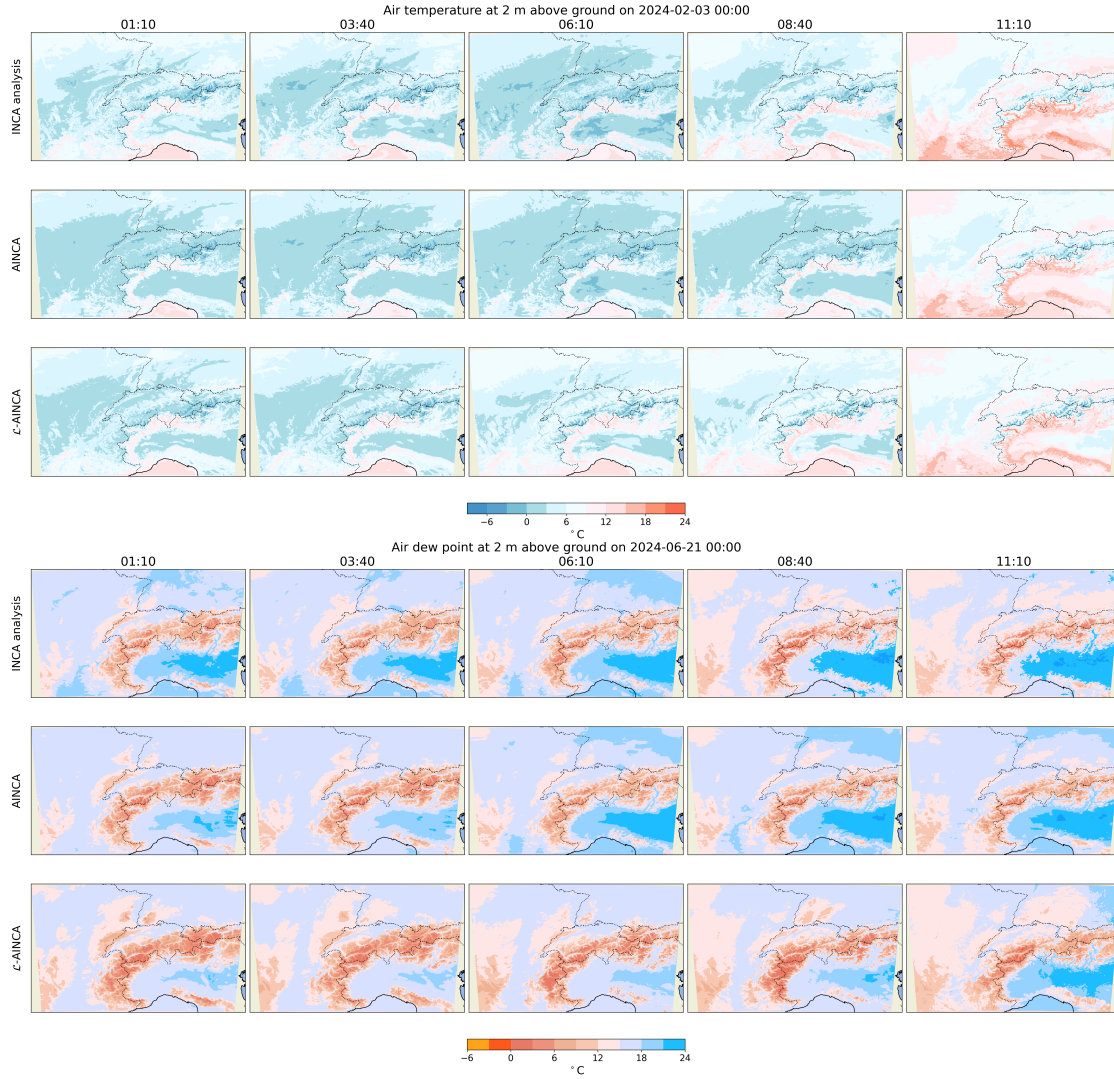 Air temperature at 2 m above ground on 2024-02-03 00:00
01:10 03:40 06:10 08:40 11:10
INCA analysis
AINCA
ℒ-AINCA
−6 0 6 12 18 24
°C
Air dew point at 2 m above ground on 2024-06-21 00:00
01:10 03:40 06:10 08:40 11:10
INCA analysis
AINCA
ℒ-AINCA
−6 0 6 12 18 24
°C